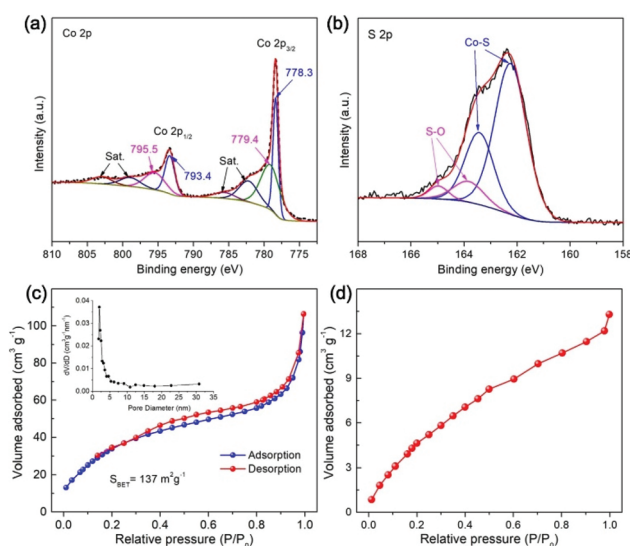 (a) Co 2p
Co 2p3/2
778.3
Co 2p1/2
779.4
Sat.
795.5
793.4
Sat.
Intensity (a.u.)
810 805 800 795 790 785 780 775
Binding energy (eV)
(b) S 2p
Co-S
S-O
Intensity (a.u.)
168 166 164 162 160 158
Binding energy (eV)
(c)
120
100
80
60
40
20
0
Volume adsorbed (cm³ g⁻¹)
0.04
0.03
0.02
0.01
0.00
dV/dD (cm³g⁻¹nm⁻¹)
0 5 10 15 20 25 30 35
Pore Diameter (nm)
Adsorption
Desorption
SBET= 137 m²g⁻¹
0.0 0.2 0.4 0.6 0.8 1.0
Relative pressure (P/P0)
(d)
12
9
6
3
0
Volume adsorbed (cm³ g⁻¹)
0.0 0.2 0.4 0.6 0.8 1.0
Relative pressure (P/P0)